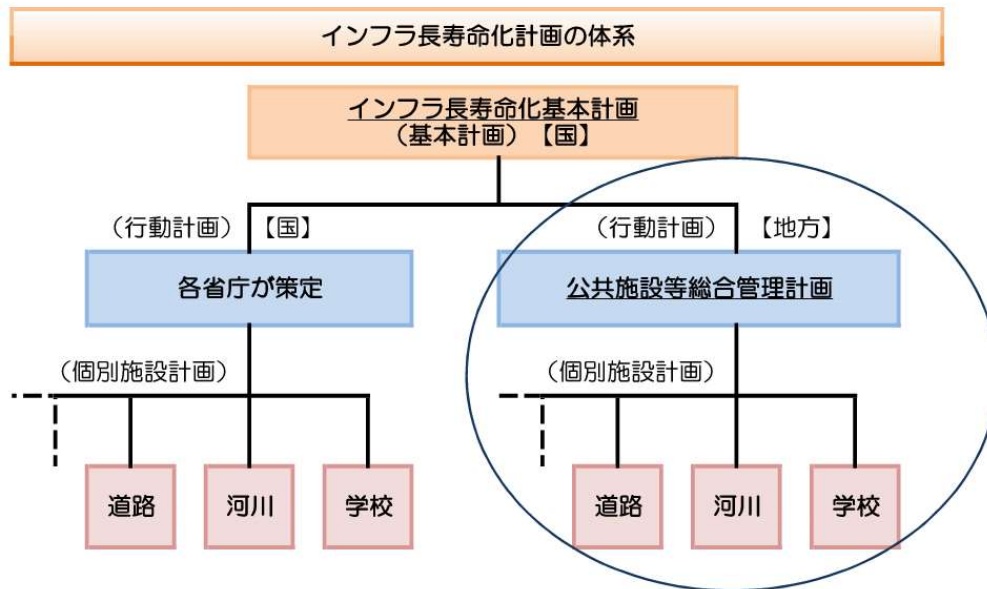 インフラ長寿命化計画の体系
インフラ長寿命化基本計画
（基本計画）【国】
（行動計画）【国】
（行動計画）【地方】
各省庁が策定
公共施設等総合管理計画
（個別施設計画）
（個別施設計画）
道路
河川
学校
道路
河川
学校